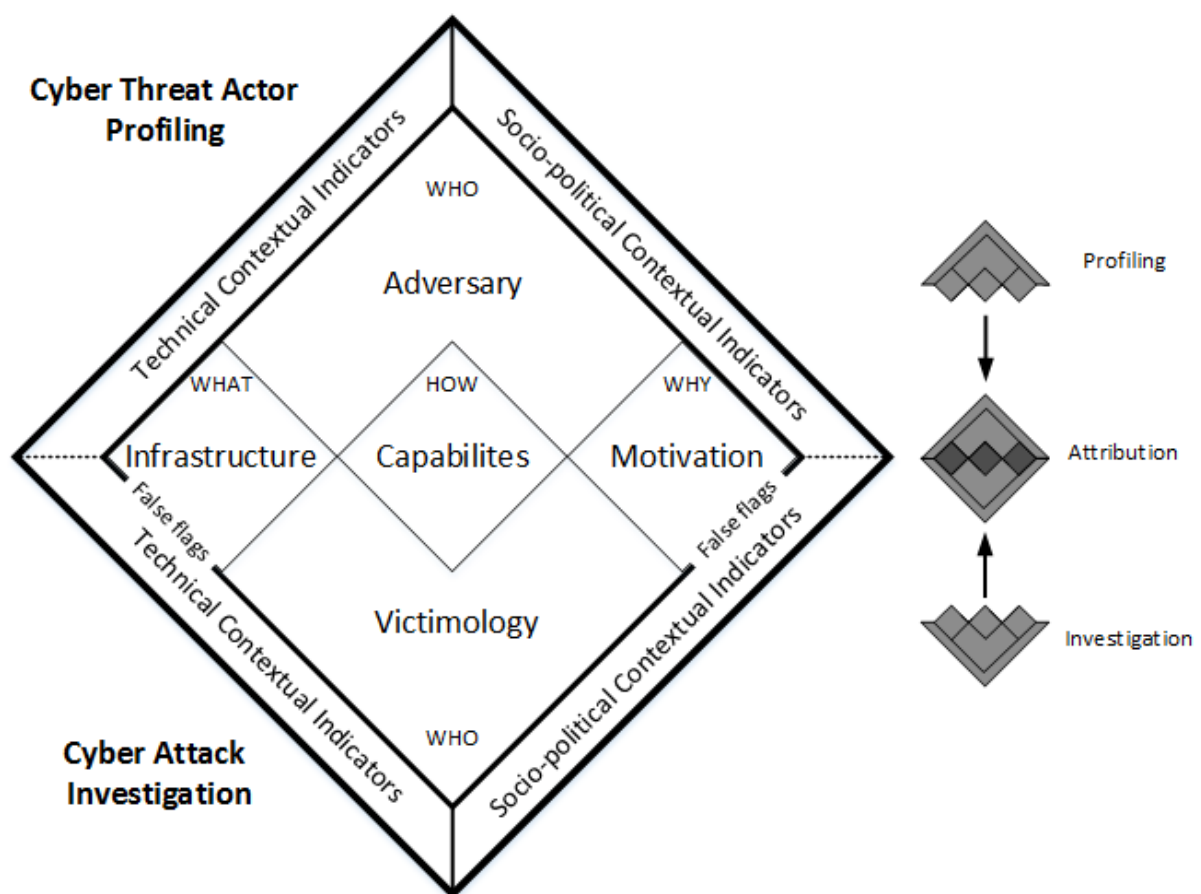 Cyber Threat Actor
Profiling
Technical Contextual Indicators
Socio-political Contextual Indicators
WHO
Adversary
WHAT
HOW
WHY
Infrastructure
Capabilites
Motivation
False flags
False flags
Technical Contextual Indicators
Socio-political Contextual Indicators
Victimology
WHO
Cyber Attack
Investigation
Profiling
Attribution
Investigation